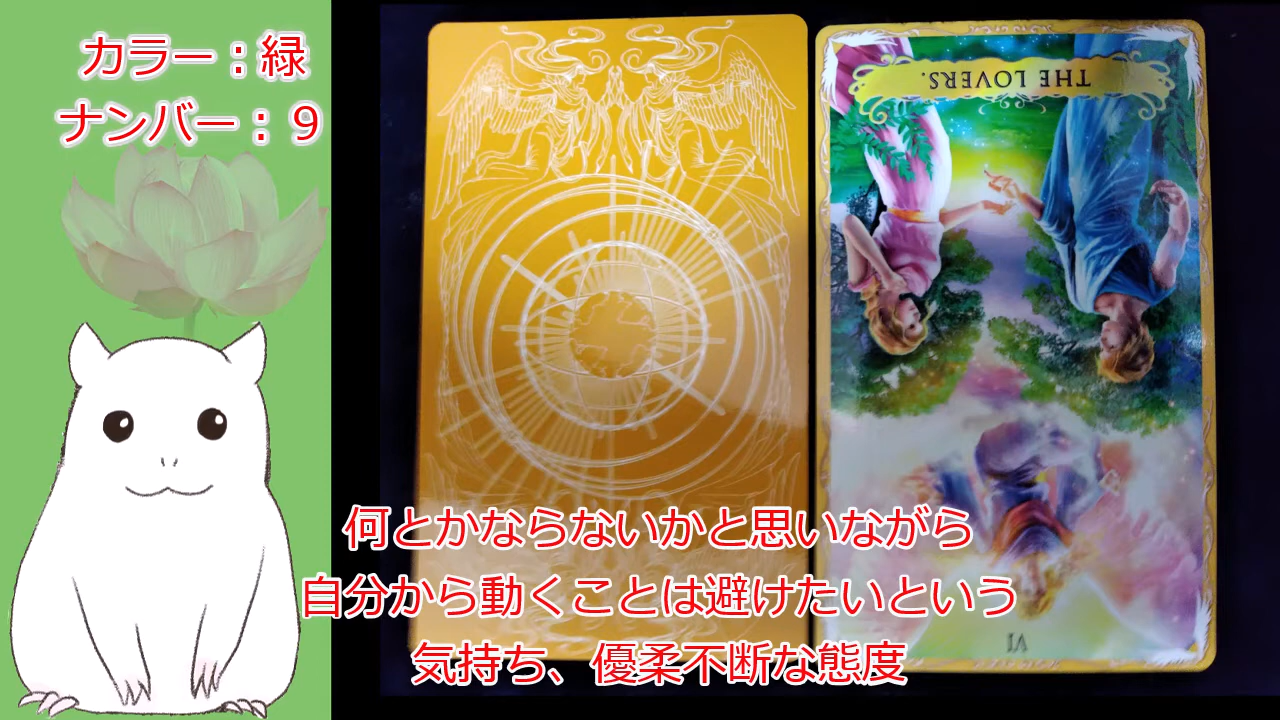 カラー：緑
ナンバー：９
THE LOVERS.
VI
何とかならないかと思いながら
自分から動くことは避けたいという
気持ち、優柔不断な態度